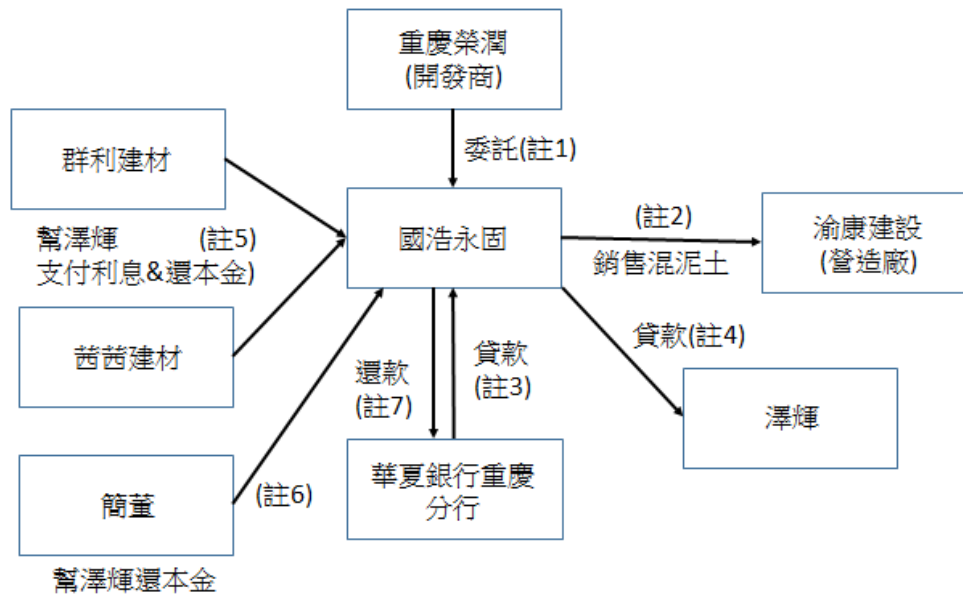 重慶榮潤
(開發商)
委託(註1)
群利建材
幫澤輝 (註5)
支付利息&還本金)
國浩永固
(註2)
銷售混泥土
渝康建設
(營造廠)
茜茜建材
還款
(註7)
貸款
(註3)
貸款(註4)
澤輝
簡董
(註6)
幫澤輝還本金
華夏銀行重慶
分行